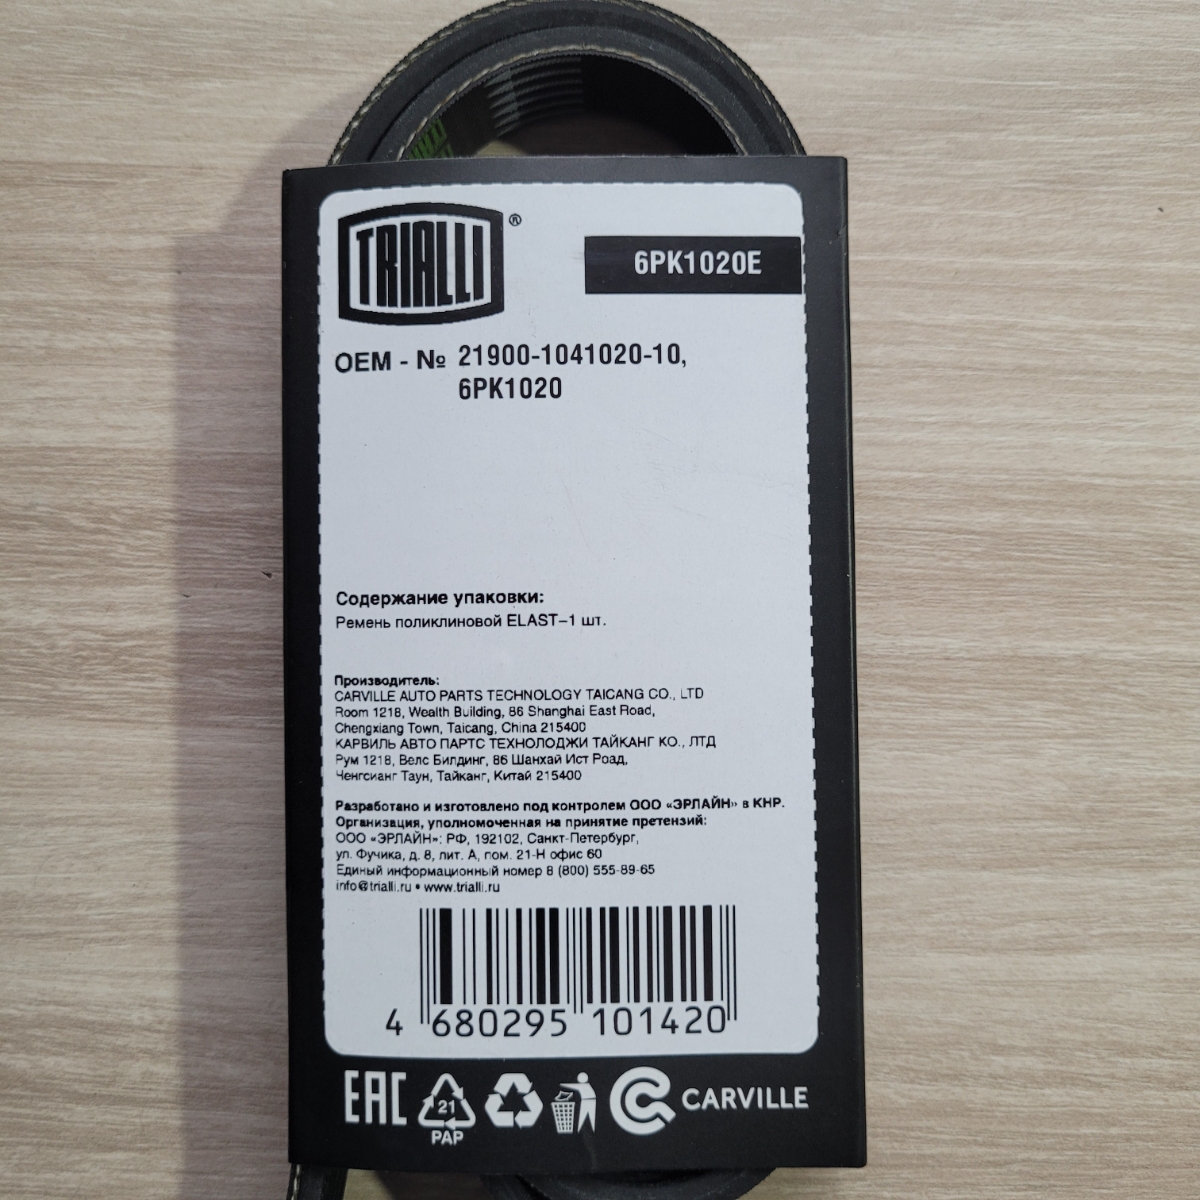 TRIALLI®
6PK1020E
OEM - № 21900-1041020-10,
6PK1020
Содержание упаковки:
Ремень поликлиновой ELAST–1 шт.
Производитель:
CARVILLE AUTO PARTS TECHNOLOGY TAICANG CO., LTD
Room 1218, Wealth Building, 86 Shanghai East Road,
Chengxiang Town, Taicang, China 215400
КАРВИЛЬ АВТО ПАРТС ТЕХНОЛОДЖИ ТАЙКАНГ КО., ЛТД
Рум 1218, Велс Билдинг, 86 Шанхай Ист Роад,
Ченгсианг Таун, Тайканг, Китай 215400
Разработано и изготовлено под контролем ООО «ЭРЛАЙН» в КНР.
Организация, уполномоченная на принятие претензий:
ООО «ЭРЛАЙН»: РФ, 192102, Санкт-Петербург,
ул. Фучика, д. 8, лит. А, пом. 21-Н офис 60
Единый информационный номер 8 (800) 555-89-65
info@trialli.ru • www.trialli.ru
4 680295 101420
EAC
21
PAP
CARVILLE